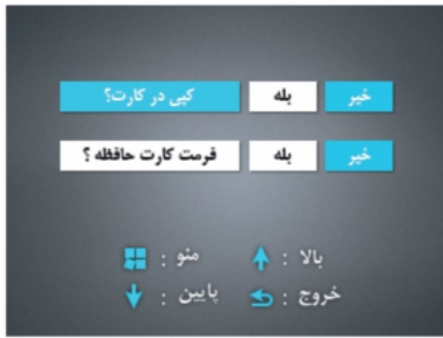 کپی در کارت؟ بله خیر
فرمت کارت حافظه ؟ بله خیر
منو : بالا :
پایین : خروج :